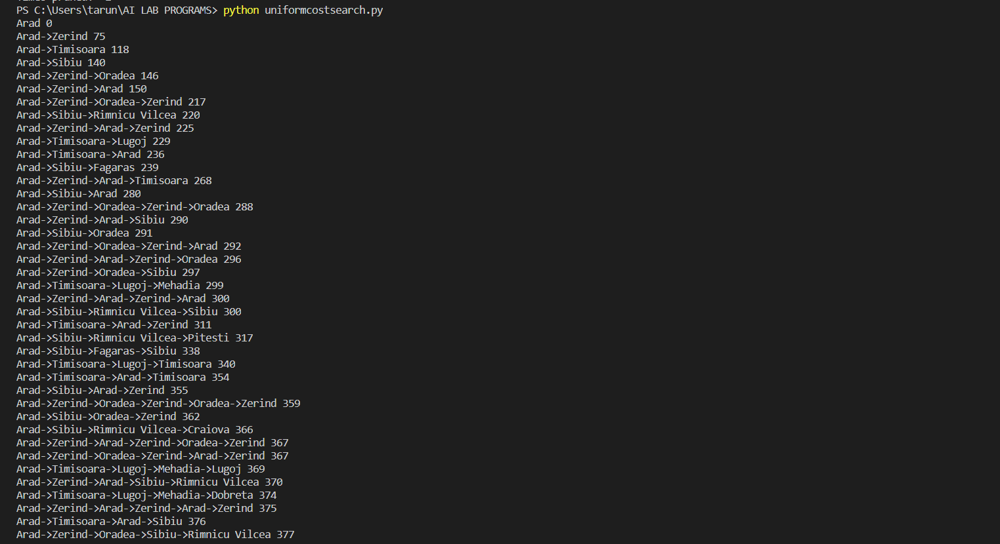 PS C:\Users\tarun\AI LAB PROGRAMS> python uniformcostsearch.py
Arad 0
Arad->Zerind 75
Arad->Timisoara 118
Arad->Sibiu 140
Arad->Zerind->Oradea 146
Arad->Zerind->Arad 150
Arad->Zerind->Oradea->Zerind 217
Arad->Sibiu->Rimnicu Vilcea 220
Arad->Zerind->Arad->Zerind 225
Arad->Timisoara->Lugoj 229
Arad->Timisoara->Arad 236
Arad->Sibiu->Fagaras 239
Arad->Zerind->Arad->Timisoara 268
Arad->Sibiu->Arad 280
Arad->Zerind->Oradea->Zerind->Oradea 288
Arad->Zerind->Arad->Sibiu 290
Arad->Sibiu->Oradea 291
Arad->Zerind->Oradea->Zerind->Arad 292
Arad->Zerind->Arad->Zerind->Oradea 296
Arad->Zerind->Oradea->Sibiu 297
Arad->Timisoara->Lugoj->Mehadia 299
Arad->Zerind->Arad->Zerind->Arad 300
Arad->Sibiu->Rimnicu Vilcea->Sibiu 300
Arad->Timisoara->Arad->Zerind 311
Arad->Sibiu->Rimnicu Vilcea->Pitesti 317
Arad->Sibiu->Fagaras->Sibiu 338
Arad->Timisoara->Lugoj->Timisoara 340
Arad->Timisoara->Arad->Timisoara 354
Arad->Sibiu->Arad->Zerind 355
Arad->Zerind->Oradea->Zerind->Oradea->Zerind 359
Arad->Sibiu->Oradea->Zerind 362
Arad->Sibiu->Rimnicu Vilcea->Craiova 366
Arad->Zerind->Arad->Zerind->Oradea->Zerind 367
Arad->Zerind->Oradea->Zerind->Arad->Zerind 367
Arad->Timisoara->Lugoj->Mehadia->Lugoj 369
Arad->Zerind->Arad->Sibiu->Rimnicu Vilcea 370
Arad->Timisoara->Lugoj->Mehadia->Dobreta 374
Arad->Zerind->Arad->Zerind->Arad->Zerind 375
Arad->Timisoara->Arad->Sibiu 376
Arad->Zerind->Oradea->Sibiu->Rimnicu Vilcea 377